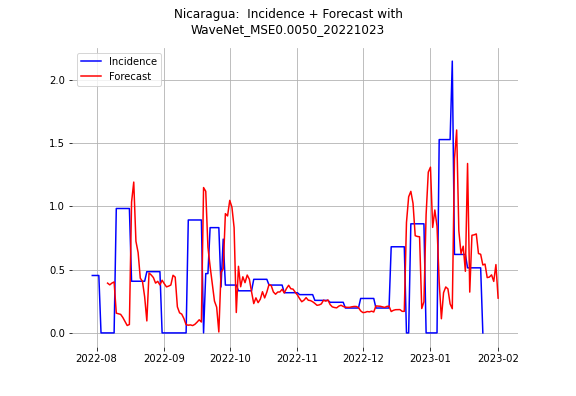 Nicaragua:  Incidence + Forecast with
WaveNet_MSE0.0050_20221023
Incidence
Forecast
2.0
1.5
1.0
0.5
0.0
2022-08 2022-09 2022-10 2022-11 2022-12 2023-01 2023-02